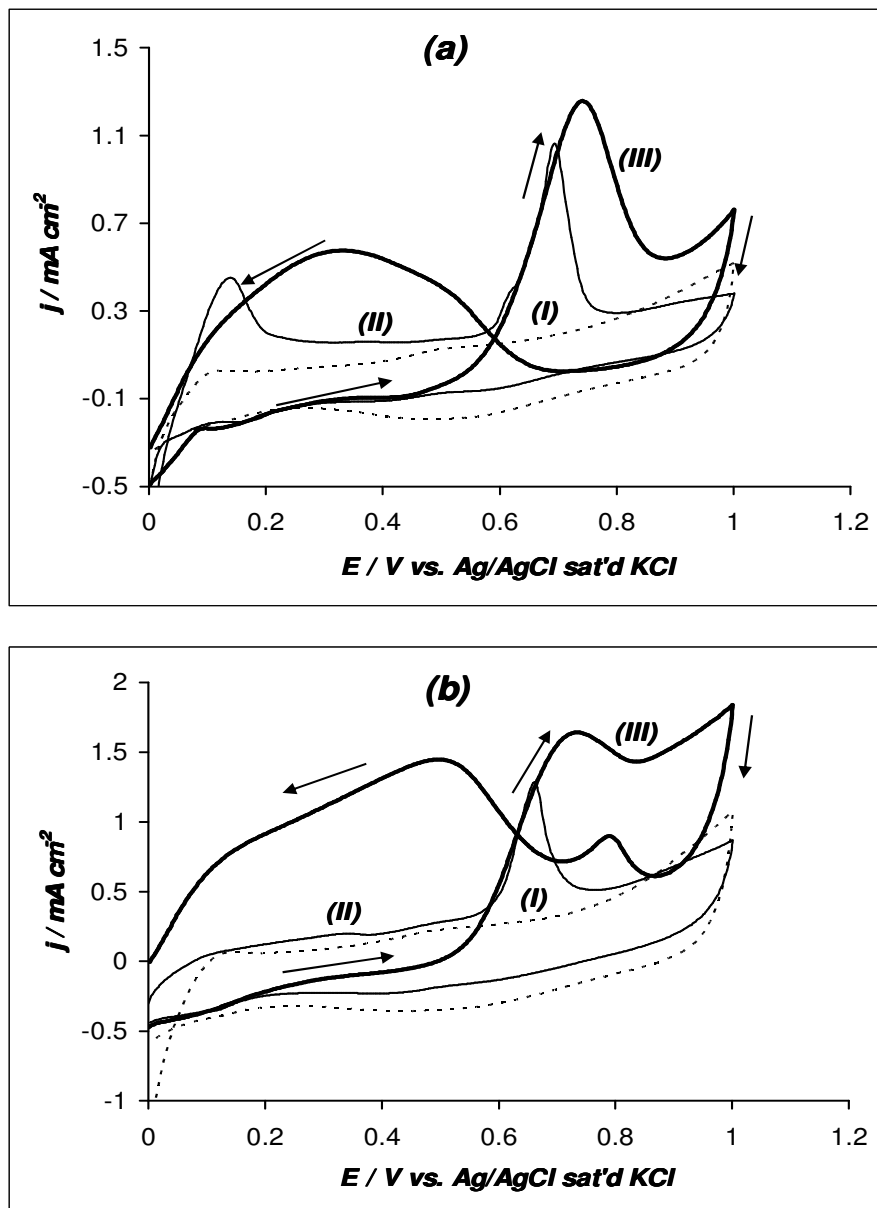 (a)
1.5
1.1
0.7
0.3
-0.1
-0.5
j / mA cm-2
(III)
(II)
(I)
0 0.2 0.4 0.6 0.8 1 1.2
E / V vs. Ag/AgCl sat'd KCl
(b)
2
1.5
1
0.5
0
-0.5
-1
j / mA cm-2
(III)
(II)
(I)
0 0.2 0.4 0.6 0.8 1 1.2
E / V vs. Ag/AgCl sat'd KCl